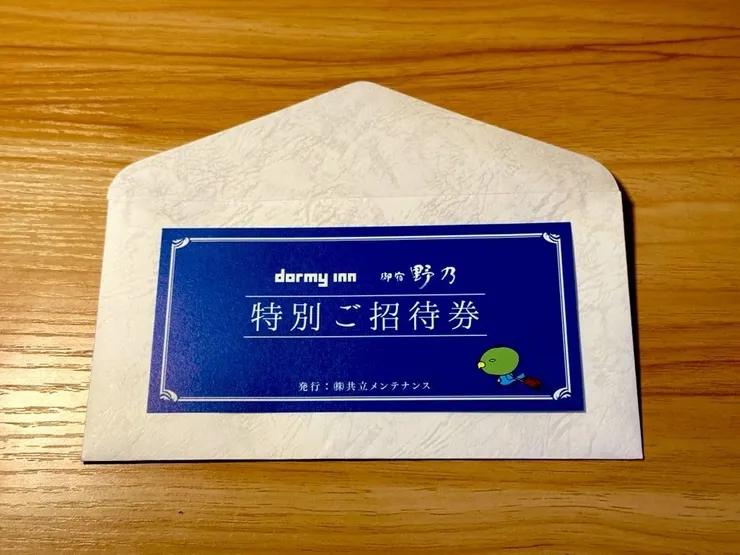 dormy inn 御宿 野乃
特別ご招待券
発行：㈱共立メンテナンス